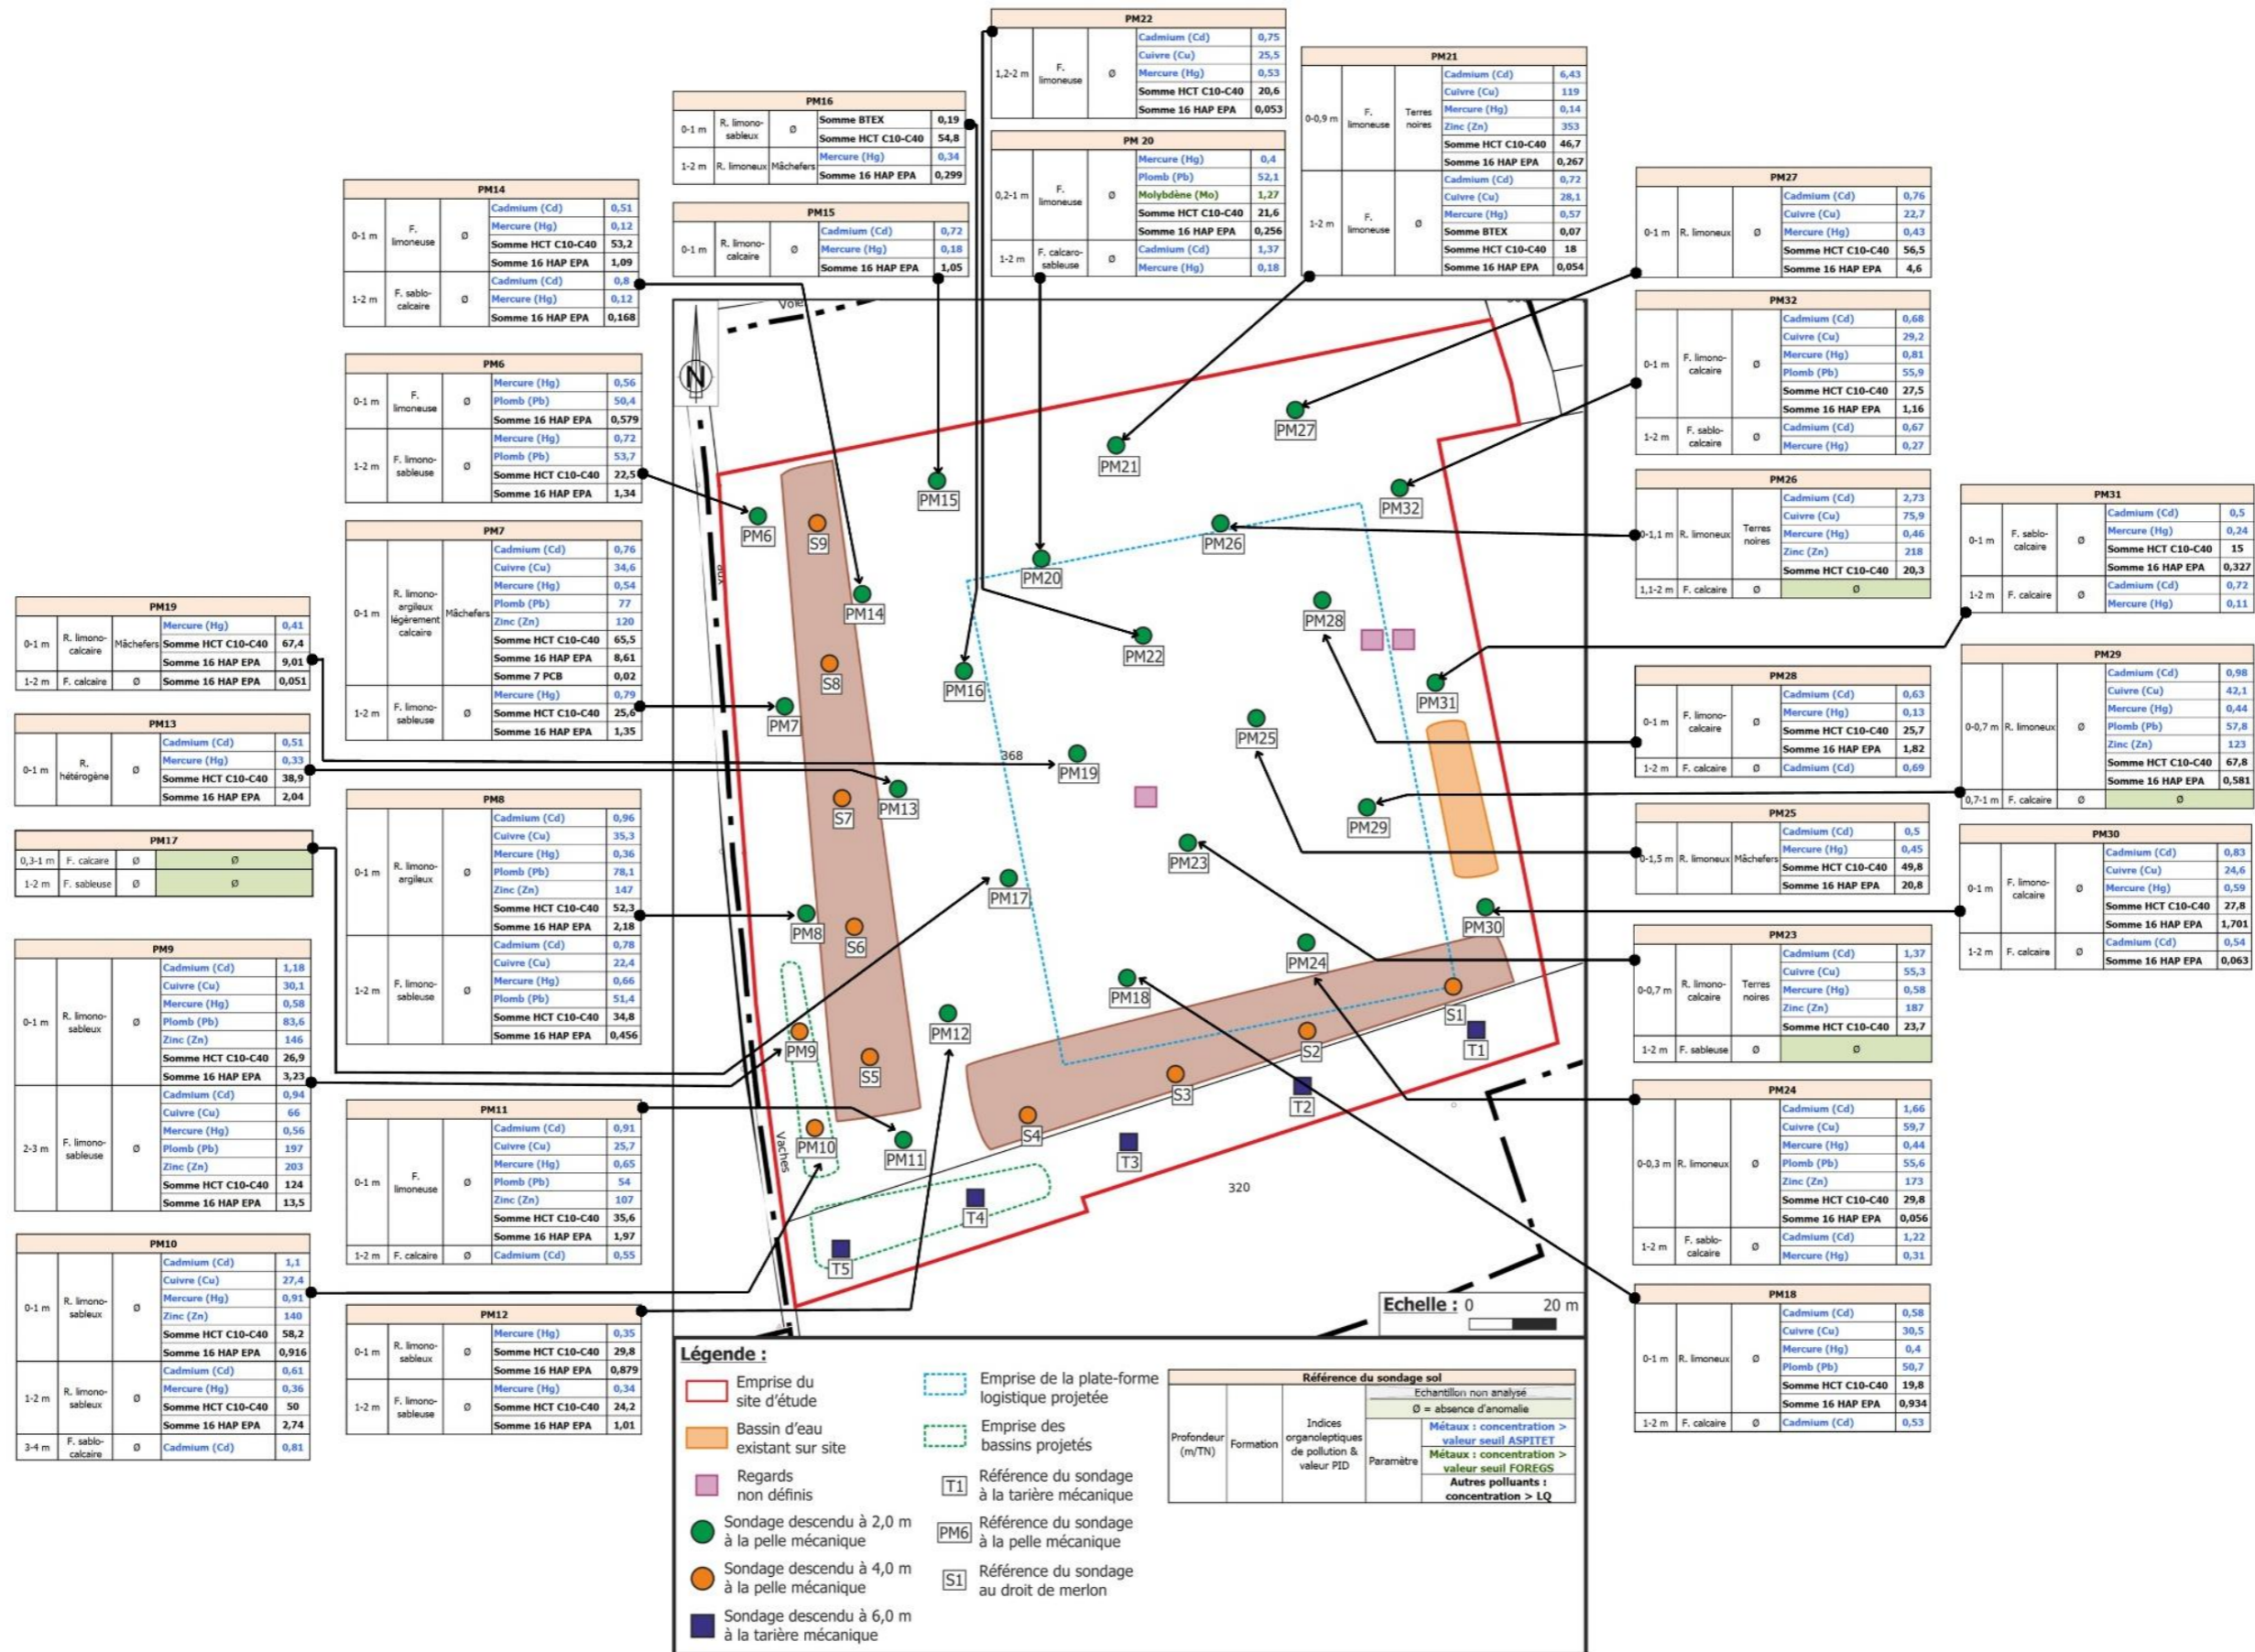 PM22
1,2-2 m F. limoneuse Ø Cadmium (Cd) 0,75
Cuivre (Cu) 25,5
Mercure (Hg) 0,53
Somme HCT C10-C40 20,6
Somme 16 HAP EPA 0,053
PM21
0-0,9 m F. limoneuse Terres noires Cadmium (Cd) 6,43
Cuivre (Cu) 119
Mercure (Hg) 0,14
Zinc (Zn) 353
Somme HCT C10-C40 46,7
Somme 16 HAP EPA 0,267
1-2 m F. limoneuse Ø Cadmium (Cd) 0,72
Cuivre (Cu) 28,1
Mercure (Hg) 0,57
Somme BTEX 0,07
Somme HCT C10-C40 18
Somme 16 HAP EPA 0,054
PM16
0-1 m R. limono-sableux Ø Somme BTEX 0,19
Somme HCT C10-C40 54,8
1-2 m R. limoneux Mâchefers Mercure (Hg) 0,34
Somme 16 HAP EPA 0,299
PM 20
0,2-1 m F. limoneuse Ø Mercure (Hg) 0,4
Plomb (Pb) 52,1
Molybdène (Mo) 1,27
Somme HCT C10-C40 21,6
Somme 16 HAP EPA 0,256
1-2 m F. calcaro-sableuse Ø Cadmium (Cd) 1,37
Mercure (Hg) 0,18
PM15
0-1 m R. limono-calcaire Ø Cadmium (Cd) 0,72
Mercure (Hg) 0,18
Somme 16 HAP EPA 1,05
PM14
0-1 m F. limoneuse Ø Cadmium (Cd) 0,51
Mercure (Hg) 0,12
Somme HCT C10-C40 53,2
Somme 16 HAP EPA 1,09
1-2 m F. sablo-calcaire Ø Cadmium (Cd) 0,8
Mercure (Hg) 0,12
Somme 16 HAP EPA 0,168
PM6
0-1 m F. limoneuse Ø Mercure (Hg) 0,56
Plomb (Pb) 50,4
Somme 16 HAP EPA 0,579
1-2 m F. limono-sableuse Ø Mercure (Hg) 0,72
Plomb (Pb) 53,7
Somme HCT C10-C40 22,5
Somme 16 HAP EPA 1,34
PM7
0-1 m R. limono-argileux légèrement calcaire Mâchefers Cadmium (Cd) 0,76
Cuivre (Cu) 34,6
Mercure (Hg) 0,54
Plomb (Pb) 77
Zinc (Zn) 120
Somme HCT C10-C40 65,5
Somme 16 HAP EPA 8,61
Somme 7 PCB 0,02
1-2 m F. limono-sableuse Ø Mercure (Hg) 0,79
Somme HCT C10-C40 25,6
Somme 16 HAP EPA 1,35
PM19
0-1 m R. limono-calcaire Mâchefers Mercure (Hg) 0,41
Somme HCT C10-C40 67,4
Somme 16 HAP EPA 9,01
1-2 m F. calcaire Ø Somme 16 HAP EPA 0,051
PM13
0-1 m R. hétérogène Ø Cadmium (Cd) 0,51
Mercure (Hg) 0,33
Somme HCT C10-C40 38,9
Somme 16 HAP EPA 2,04
PM17
0,3-1 m F. calcaire Ø Ø
1-2 m F. sableuse Ø Ø
PM8
0-1 m R. limono-argileux Ø Cadmium (Cd) 0,96
Cuivre (Cu) 35,3
Mercure (Hg) 0,36
Plomb (Pb) 78,1
Zinc (Zn) 147
Somme HCT C10-C40 52,3
Somme 16 HAP EPA 2,18
1-2 m F. limono-sableuse Ø Cadmium (Cd) 0,78
Cuivre (Cu) 22,4
Mercure (Hg) 0,66
Plomb (Pb) 51,4
Somme HCT C10-C40 34,8
Somme 16 HAP EPA 0,456
PM9
0-1 m R. limono-sableux Ø Cadmium (Cd) 1,18
Cuivre (Cu) 30,1
Mercure (Hg) 0,58
Plomb (Pb) 83,6
Zinc (Zn) 146
Somme HCT C10-C40 26,9
Somme 16 HAP EPA 3,23
2-3 m F. limono-sableuse Ø Cadmium (Cd) 0,94
Cuivre (Cu) 66
Mercure (Hg) 0,56
Plomb (Pb) 197
Zinc (Zn) 203
Somme HCT C10-C40 124
Somme 16 HAP EPA 13,5
PM10
0-1 m R. limono-sableux Ø Cadmium (Cd) 1,1
Cuivre (Cu) 27,4
Mercure (Hg) 0,91
Zinc (Zn) 140
Somme HCT C10-C40 58,2
Somme 16 HAP EPA 0,916
1-2 m R. limono-sableux Ø Cadmium (Cd) 0,61
Mercure (Hg) 0,36
Somme HCT C10-C40 50
Somme 16 HAP EPA 2,74
3-4 m F. sablo-calcaire Ø Cadmium (Cd) 0,81
PM11
0-1 m F. limoneuse Ø Cadmium (Cd) 0,91
Cuivre (Cu) 25,7
Mercure (Hg) 0,65
Plomb (Pb) 54
Zinc (Zn) 107
Somme HCT C10-C40 35,6
Somme 16 HAP EPA 1,97
1-2 m F. calcaire Ø Cadmium (Cd) 0,55
PM12
0-1 m R. limono-sableux Ø Mercure (Hg) 0,35
Somme HCT C10-C40 29,8
Somme 16 HAP EPA 0,879
1-2 m F. limono-sableuse Ø Mercure (Hg) 0,34
Somme HCT C10-C40 24,2
Somme 16 HAP EPA 1,01
PM27
0-1 m R. limoneux Ø Cadmium (Cd) 0,76
Cuivre (Cu) 22,7
Mercure (Hg) 0,43
Somme HCT C10-C40 56,5
Somme 16 HAP EPA 4,6
PM32
0-1 m F. limono-calcaire Ø Cadmium (Cd) 0,68
Cuivre (Cu) 29,2
Mercure (Hg) 0,81
Plomb (Pb) 55,9
Somme HCT C10-C40 27,5
Somme 16 HAP EPA 1,16
1-2 m F. sablo-calcaire Ø Cadmium (Cd) 0,67
Mercure (Hg) 0,27
PM26
0-1,1 m R. limoneux Terres noires Cadmium (Cd) 2,73
Cuivre (Cu) 75,9
Mercure (Hg) 0,46
Zinc (Zn) 218
Somme HCT C10-C40 20,3
1,1-2 m F. calcaire Ø Ø
PM31
0-1 m F. sablo-calcaire Ø Cadmium (Cd) 0,5
Mercure (Hg) 0,24
Somme HCT C10-C40 15
Somme 16 HAP EPA 0,327
1-2 m F. calcaire Ø Cadmium (Cd) 0,72
Mercure (Hg) 0,11
PM28
0-1 m F. limono-calcaire Ø Cadmium (Cd) 0,63
Mercure (Hg) 0,13
Somme HCT C10-C40 25,7
Somme 16 HAP EPA 1,82
1-2 m F. calcaire Ø Cadmium (Cd) 0,69
PM29
0-0,7 m R. limoneux Ø Cadmium (Cd) 0,98
Cuivre (Cu) 42,1
Mercure (Hg) 0,44
Plomb (Pb) 57,8
Zinc (Zn) 123
Somme HCT C10-C40 67,8
Somme 16 HAP EPA 0,581
0,7-1 m F. calcaire Ø Ø
PM25
0-1,5 m R. limoneux Mâchefers Cadmium (Cd) 0,5
Mercure (Hg) 0,45
Somme HCT C10-C40 49,8
Somme 16 HAP EPA 20,8
PM30
0-1 m F. limono-calcaire Ø Cadmium (Cd) 0,83
Cuivre (Cu) 24,6
Mercure (Hg) 0,59
Somme HCT C10-C40 27,8
Somme 16 HAP EPA 1,701
1-2 m F. calcaire Ø Cadmium (Cd) 0,54
Somme 16 HAP EPA 0,063
PM23
0-0,7 m R. limono-calcaire Terres noires Cadmium (Cd) 1,37
Cuivre (Cu) 55,3
Mercure (Hg) 0,58
Zinc (Zn) 187
Somme HCT C10-C40 23,7
1-2 m F. sableuse Ø Ø
PM24
0-0,3 m R. limoneux Ø Cadmium (Cd) 1,66
Cuivre (Cu) 59,7
Mercure (Hg) 0,44
Plomb (Pb) 55,6
Zinc (Zn) 173
Somme HCT C10-C40 29,8
Somme 16 HAP EPA 0,056
1-2 m F. sablo-calcaire Ø Cadmium (Cd) 1,22
Mercure (Hg) 0,31
PM18
0-1 m R. limoneux Ø Cadmium (Cd) 0,58
Cuivre (Cu) 30,5
Mercure (Hg) 0,4
Plomb (Pb) 50,7
Somme HCT C10-C40 19,8
Somme 16 HAP EPA 0,934
1-2 m F. calcaire Ø Cadmium (Cd) 0,53
Voie
N
PM27
PM21
PM15
PM32
PM6
S9
PM26
PM20
PM14
PM28
PM22
S8
PM16
PM31
PM7
PM25
368
PM19
S7
PM13
PM29
PM23
PM17
PM8
S6
PM30
PM24
PM18
S1
PM12
PM9
S2
T1
S5
S3
T2
S4
PM10
Vaches
PM11
T3
320
T4
T5
Echelle : 0 20 m
Légende :
Emprise du
site d'étude
Bassin d'eau
existant sur site
Regards
non définis
Sondage descendu à 2,0 m
à la pelle mécanique
Sondage descendu à 4,0 m
à la pelle mécanique
Sondage descendu à 6,0 m
à la tarière mécanique
Emprise de la plate-forme
logistique projetée
Emprise des
bassins projetés
T1 Référence du sondage
à la tarière mécanique
PM6 Référence du sondage
à la pelle mécanique
S1 Référence du sondage
au droit de merlon
Référence du sondage sol
Profondeur
(m/TN)
Formation
Indices
organoleptiques
de pollution &
valeur PID
Echantillon non analysé
Ø = absence d'anomalie
Paramètre
Métaux : concentration >
valeur seuil ASPITET
Métaux : concentration >
valeur seuil FOREGS
Autres polluants :
concentration > LQ